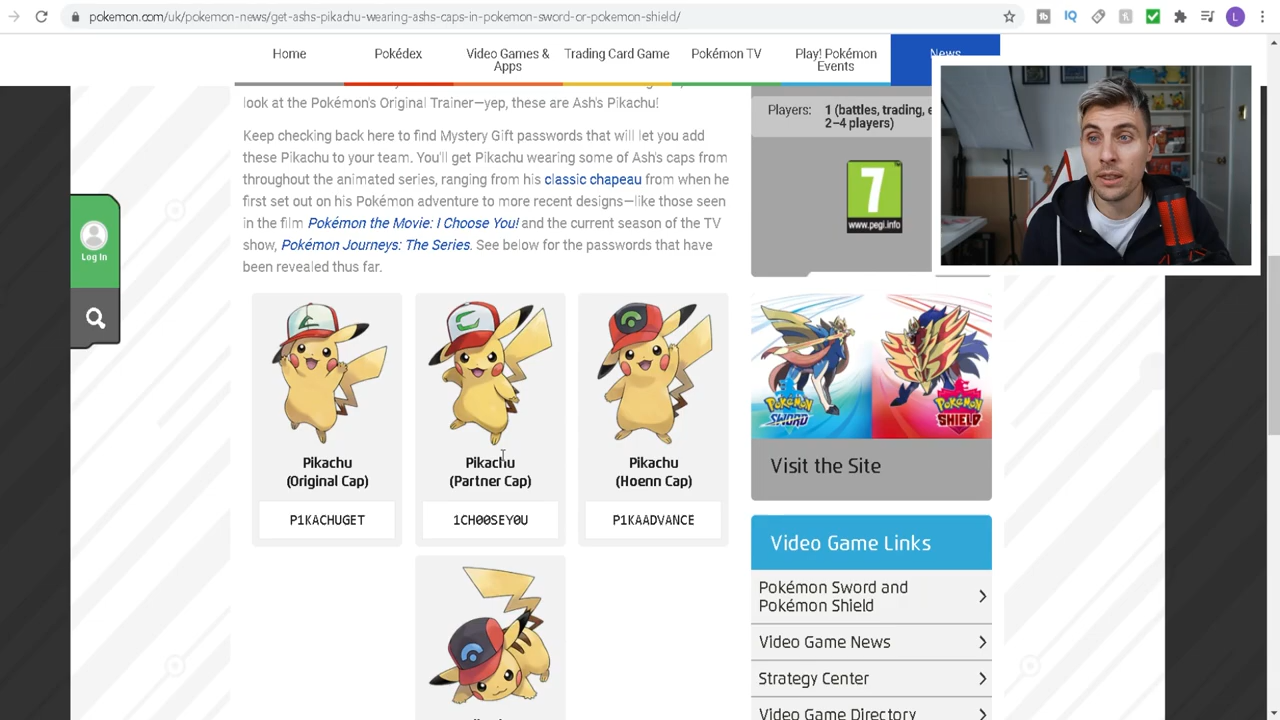 pokemon.com/uk/pokemon-news/get-ashs-pikachu-wearing-ashs-caps-in-pokemon-sword-or-pokemon-shield/
Home
Pokédex
Video Games &
Apps
Trading Card Game
Pokémon TV
Play! Pokémon
Events
News
look at the Pokémon's Original Trainer—yep, these are Ash's Pikachu!
Keep checking back here to find Mystery Gift passwords that will let you add
these Pikachu to your team. You'll get Pikachu wearing some of Ash's caps from
throughout the animated series, ranging from his classic chapeau from when he
first set out on his Pokémon adventure to more recent designs—like those seen
in the film Pokémon the Movie: I Choose You! and the current season of the TV
show, Pokémon Journeys: The Series. See below for the passwords that have
been revealed thus far.
Log In
Players: 1 (battles, trading, e
2–4 players)
7
www.pegi.info
Pikachu
(Original Cap)
P1KACHUGET
Pikachu
(Partner Cap)
1CH00SEY0U
Pikachu
(Hoenn Cap)
P1KAADVANCE
POKéMON
SWORD
POKéMON
SHIELD
Visit the Site
Video Game Links
Pokémon Sword and
Pokémon Shield
Video Game News
Strategy Center
Video Game Directory